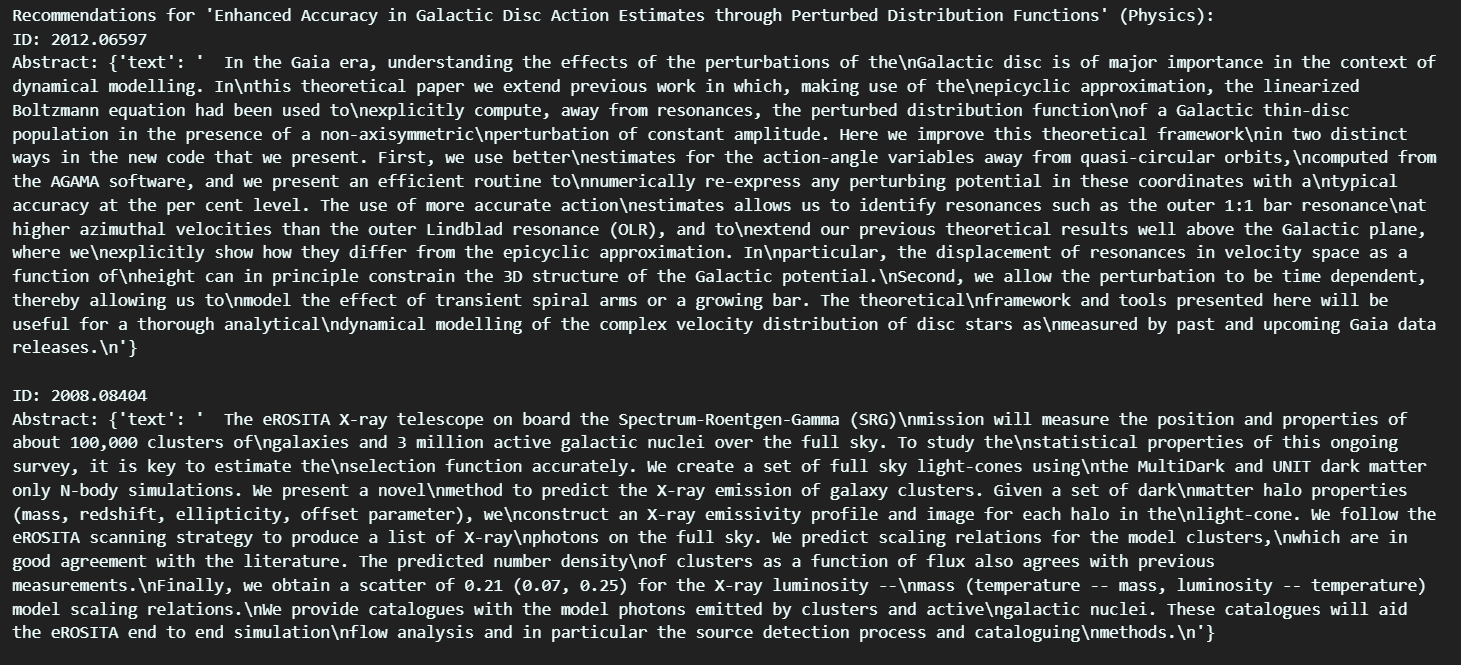 Recommendations for 'Enhanced Accuracy in Galactic Disc Action Estimates through Perturbed Distribution Functions' (Physics):
ID: 2012.06597
Abstract: {'text': '  In the Gaia era, understanding the effects of the perturbations of the\nGalactic disc is of major importance in the context of
dynamical modelling. In\nthis theoretical paper we extend previous work in which, making use of the\nepicyclic approximation, the linearized
Boltzmann equation had been used to\nexplicitly compute, away from resonances, the perturbed distribution function\nof a Galactic thin-disc
population in the presence of a non-axisymmetric\nperturbation of constant amplitude. Here we improve this theoretical framework\nin two distinct
ways in the new code that we present. First, we use better\nestimates for the action-angle variables away from quasi-circular orbits,\ncomputed from
the AGAMA software, and we present an efficient routine to\nnumerically re-express any perturbing potential in these coordinates with a\ntypical
accuracy at the per cent level. The use of more accurate action\nestimates allows us to identify resonances such as the outer 1:1 bar resonance\nat
higher azimuthal velocities than the outer Lindblad resonance (OLR), and to\nextend our previous theoretical results well above the Galactic plane,
where we\nexplicitly show how they differ from the epicyclic approximation. In\nparticular, the displacement of resonances in velocity space as a
function of\nheight can in principle constrain the 3D structure of the Galactic potential.\nSecond, we allow the perturbation to be time dependent,
thereby allowing us to\nmodel the effect of transient spiral arms or a growing bar. The theoretical\nframework and tools presented here will be
useful for a thorough analytical\ndynamical modelling of the complex velocity distribution of disc stars as\nmeasured by past and upcoming Gaia data
releases.\n'}
ID: 2008.08404
Abstract: {'text': '  The eROSITA X-ray telescope on board the Spectrum-Roentgen-Gamma (SRG)\nmission will measure the position and properties of
about 100,000 clusters of\ngalaxies and 3 million active galactic nuclei over the full sky. To study the\nstatistical properties of this ongoing
survey, it is key to estimate the\nselection function accurately. We create a set of full sky light-cones using\nthe MultiDark and UNIT dark matter
only N-body simulations. We present a novel\nmethod to predict the X-ray emission of galaxy clusters. Given a set of dark\nmatter halo properties
(mass, redshift, ellipticity, offset parameter), we\nconstruct an X-ray emissivity profile and image for each halo in the\nlight-cone. We follow the
eROSITA scanning strategy to produce a list of X-ray\nphotons on the full sky. We predict scaling relations for the model clusters,\nwhich are in
good agreement with the literature. The predicted number density\nof clusters as a function of flux also agrees with previous
measurements.\nFinally, we obtain a scatter of 0.21 (0.07, 0.25) for the X-ray luminosity --\nmass (temperature -- mass, luminosity -- temperature)
model scaling relations.\nWe provide catalogues with the model photons emitted by clusters and active\ngalactic nuclei. These catalogues will aid
the eROSITA end to end simulation\nflow analysis and in particular the source detection process and cataloguing\nmethods.\n'}